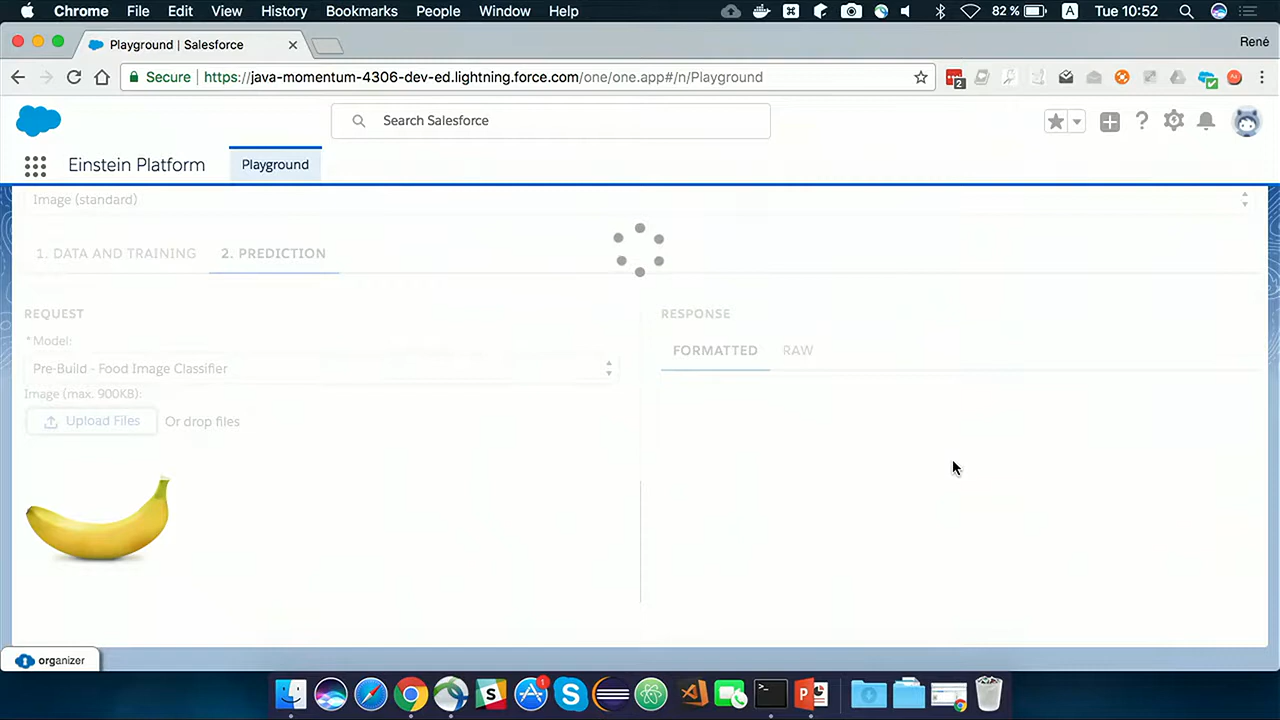 Chrome File Edit View History Bookmarks People Window Help 82 % A Tue 10:52
Playground | Salesforce René
Secure https://java-momentum-4306-dev-ed.lightning.force.com/one/one.app#/n/Playground 2
Search Salesforce
Einstein Platform Playground
Image (standard)
1. DATA AND TRAINING 2. PREDICTION
REQUEST RESPONSE
*Model:
FORMATTED RAW
Pre-Build - Food Image Classifier
Image (max. 900KB):
Upload Files Or drop files
organizer
1